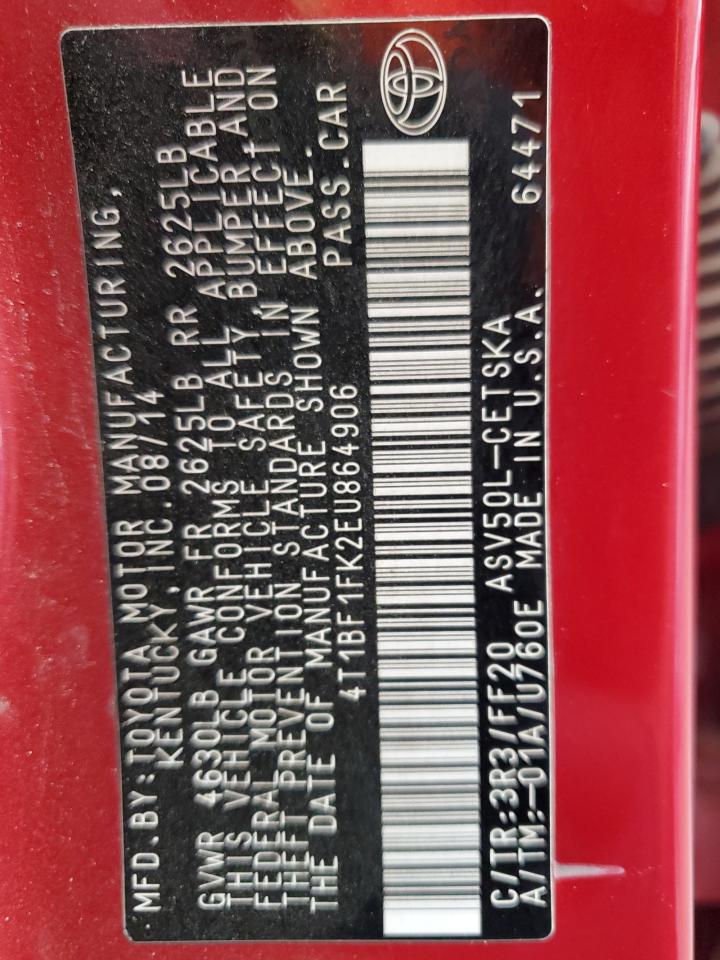 MFD.BY:TOYOTA MOTOR MANUFACTURING,
KENTUCKY,INC.08/14
GVWR 4630LB GAWR FR 2625LB RR 2625LB
THIS VEHICLE CONFORMS TO ALL APPLICABLE
FEDERAL MOTOR VEHICLE SAFETY,BUMPER AND
THEFT PREVENTION STANDARDS IN EFFECT ON
THE DATE OF MANUFACTURE SHOWN ABOVE.
4T1BF1FK2EU864906 PASS.CAR
C/TR:3R3/FF20 ASV50L-CETSKA
A/TM:-01A/U760E MADE IN U.S.A. 64471